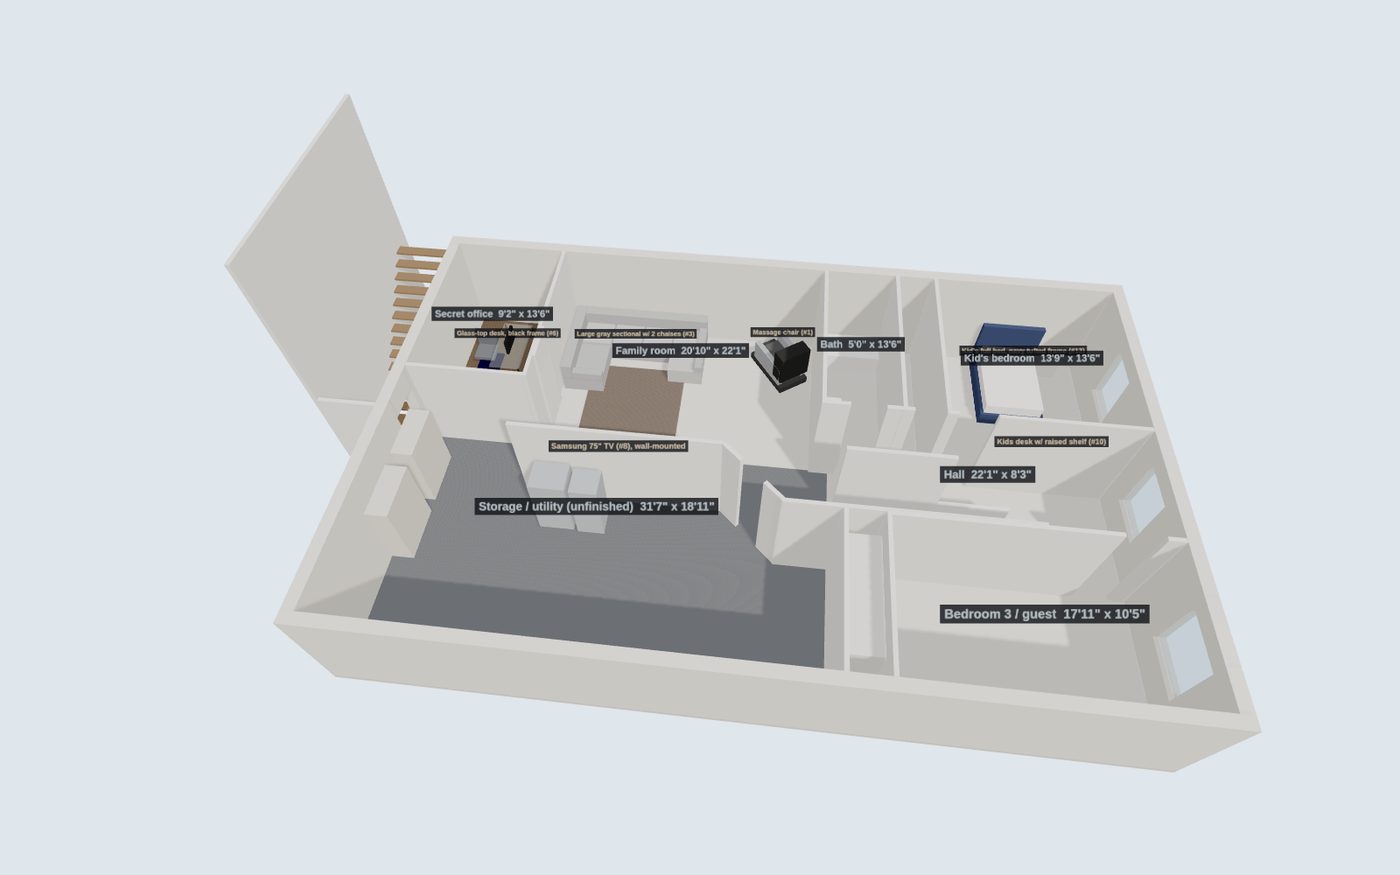 Secret office 9'2" x 13'6"
Glass-top desk, black frame (#6)
Large gray sectional w/ 2 chaises (#3)
Massage chair (#1)
Family room 20'10" x 22'1"
Bath 5'0" x 13'6"
Kid's bedroom 13'9" x 13'6"
Samsung 75" TV (#8), wall-mounted
Kids desk w/ raised shelf (#10)
Hall 22'1" x 8'3"
Storage / utility (unfinished) 31'7" x 18'11"
Bedroom 3 / guest 17'11" x 10'5"